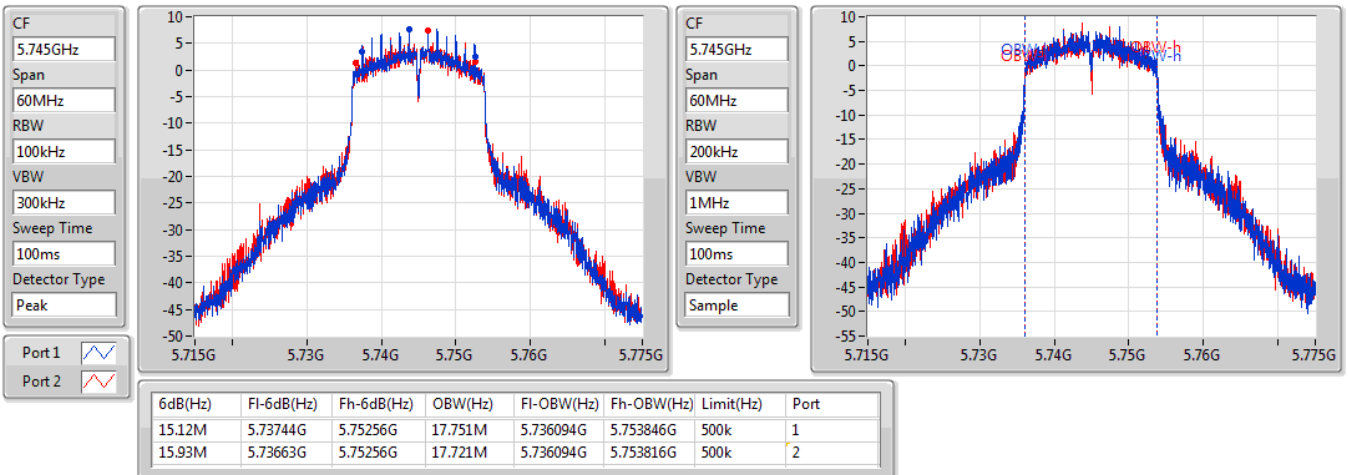 CF
5.745GHz
Span
60MHz
RBW
100kHz
VBW
300kHz
Sweep Time
100ms
Detector Type
Peak
Port 1
Port 2
10
5
0
-5
-10
-15
-20
-25
-30
-35
-40
-45
-50
5.715G 5.73G 5.74G 5.75G 5.76G 5.775G
CF
5.745GHz
Span
60MHz
RBW
200kHz
VBW
1MHz
Sweep Time
100ms
Detector Type
Sample
10
5
0
-5
-10
-15
-20
-25
-30
-35
-40
-45
-50
-55
OBW-h
5.715G 5.73G 5.74G 5.75G 5.76G 5.775G
6dB(Hz) Fl-6dB(Hz) Fh-6dB(Hz) OBW(Hz) Fl-OBW(Hz) Fh-OBW(Hz) Limit(Hz) Port
15.12M 5.73744G 5.75256G 17.751M 5.736094G 5.753846G 500k 1
15.93M 5.73663G 5.75256G 17.721M 5.736094G 5.753816G 500k 2